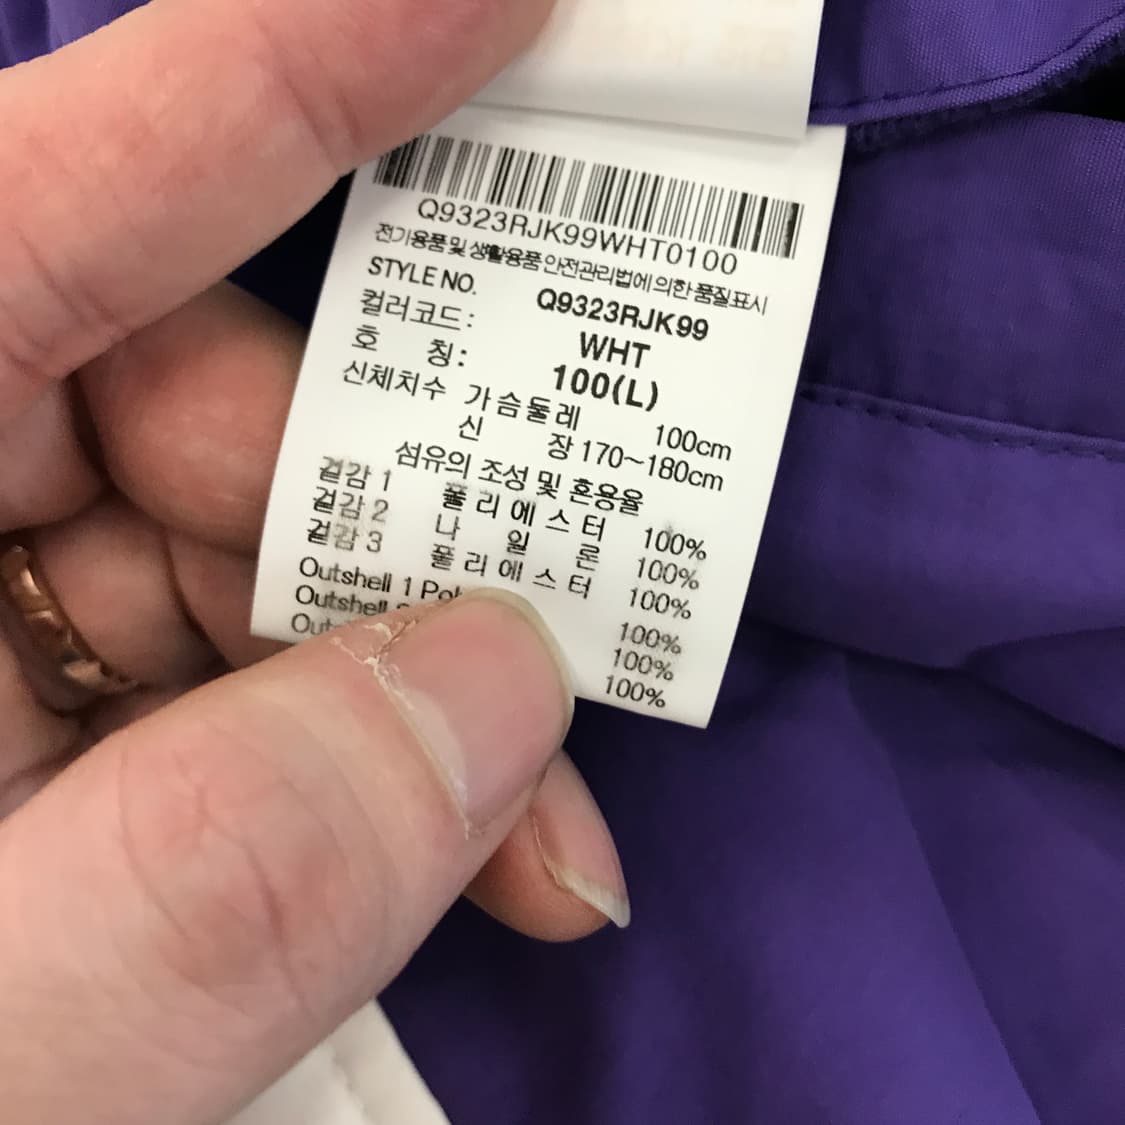 Q9323RJK99WHT0100
전기용품 및 생활용품 안전관리법에 의한 품질표시
STYLE NO. Q9323RJK99
컬러코드: WHT
호 칭: 100(L)
신체치수 가슴둘레 100cm
신 장 170~180cm
섬유의 조성 및 혼용율
겉감 1 폴리에스터 100%
겉감 2 나일론 100%
겉감 3 폴리에스터 100%
Outshell 1 100%
Outshell 100%
100%